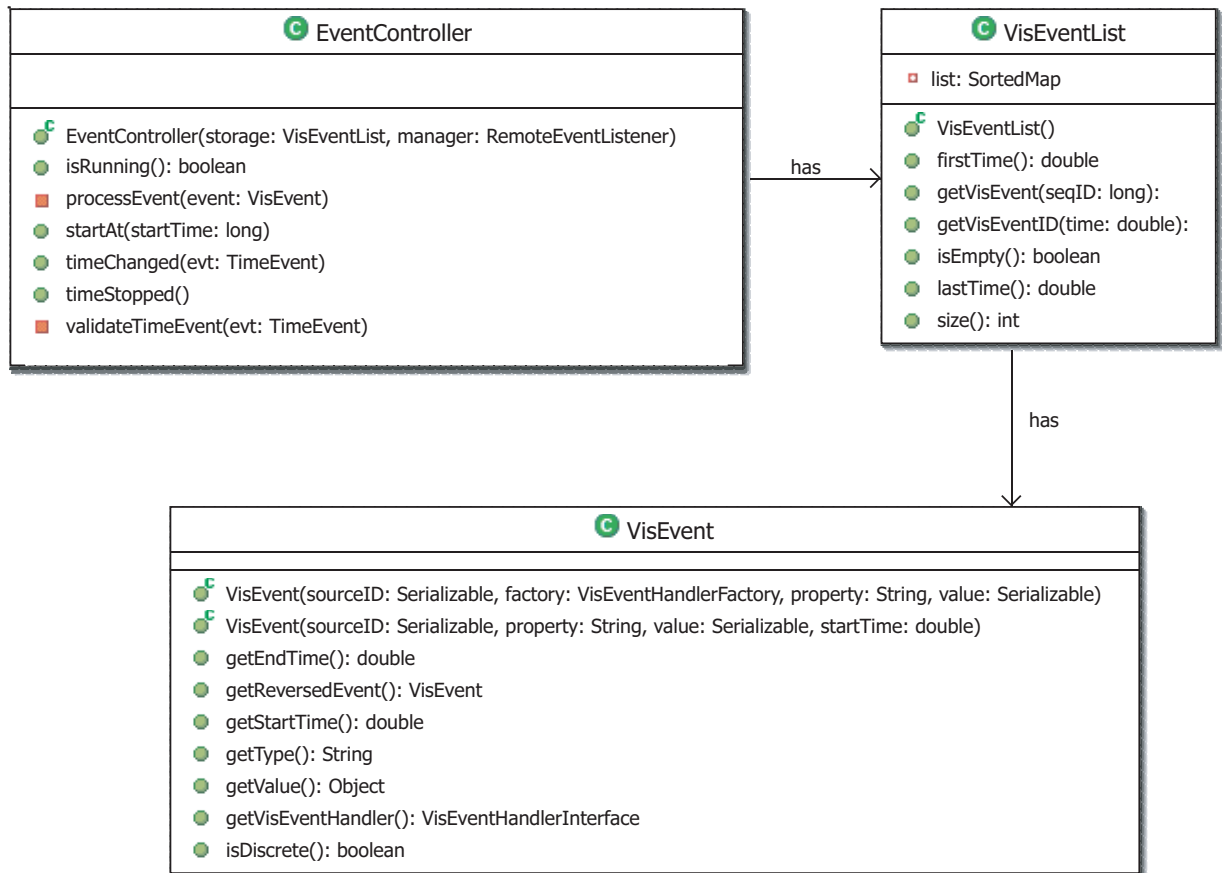 C EventController
EventController(storage: VisEventList, manager: RemoteEventListener)
isRunning(): boolean
processEvent(event: VisEvent)
startAt(startTime: long)
timeChanged(evt: TimeEvent)
timeStopped()
validateTimeEvent(evt: TimeEvent)
has
C VisEventList
list: SortedMap
VisEventList()
firstTime(): double
getVisEvent(seqID: long):
getVisEventID(time: double):
isEmpty(): boolean
lastTime(): double
size(): int
has
C VisEvent
C VisEvent(sourceID: Serializable, factory: VisEventHandlerFactory, property: String, value: Serializable)
C VisEvent(sourceID: Serializable, property: String, value: Serializable, startTime: double)
getEndTime(): double
getReversedEvent(): VisEvent
getStartTime(): double
getType(): String
getValue(): Object
getVisEventHandler(): VisEventHandlerInterface
isDiscrete(): boolean